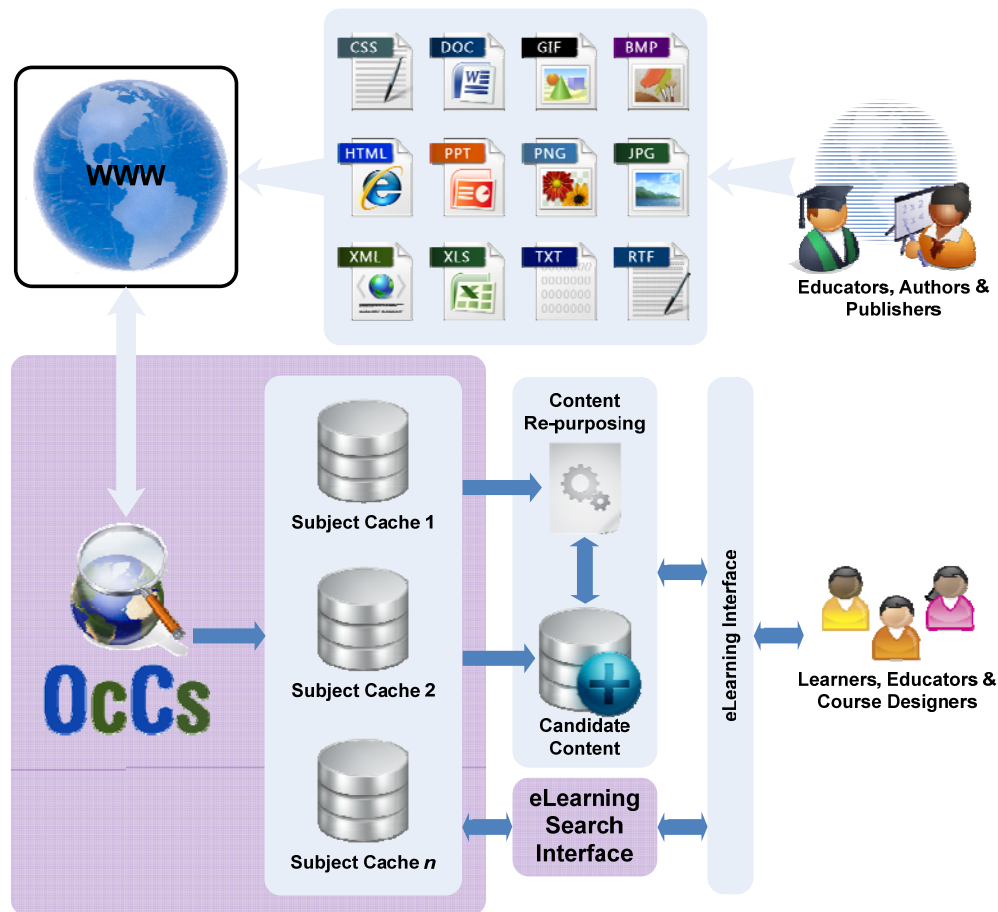 CSS
DOC
GIF
BMP
WWW
HTML
PPT
PNG
JPG
XML
XLS
TXT
RTF
Educators, Authors &
Publishers
Content
Re-purposing
Subject Cache 1
Subject Cache 2
Subject Cache n
OcCs
Candidate
Content
eLearning
Search
Interface
eLearning Interface
Learners, Educators &
Course Designers